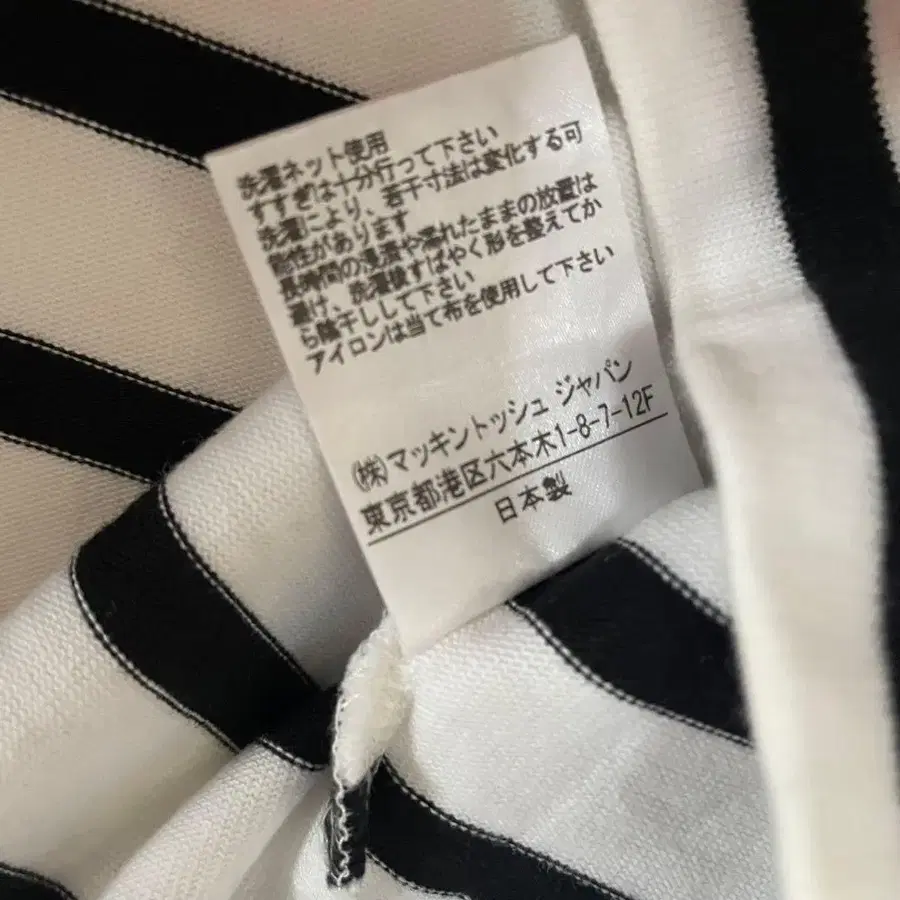 洗濯ネット使用
すすぎは十分行って下さい
洗濯により、若干寸法は変化する可
能性があります
長時間の浸漬や濡れたままの放置は
避け、洗濯後すばやく形を整えてか
ら陰干しして下さい
アイロンは当て布を使用して下さい
㈱マッキントッシュ ジャパン
東京都港区六本木1-8-7-12F
日本製